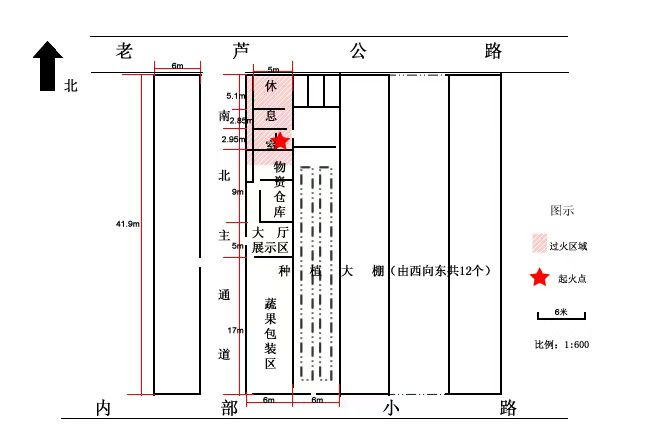 老芦公路
北
6m
5m
5.1m
2.85m
2.95m
9m
5m
17m
41.9m
南北主通道
休息室
物资仓库
大厅
展示区
种植大棚（由西向东共12个）
蔬果包装区
6m
6m
内部小路
图示
过火区域
起火点
6米
比例：1:600